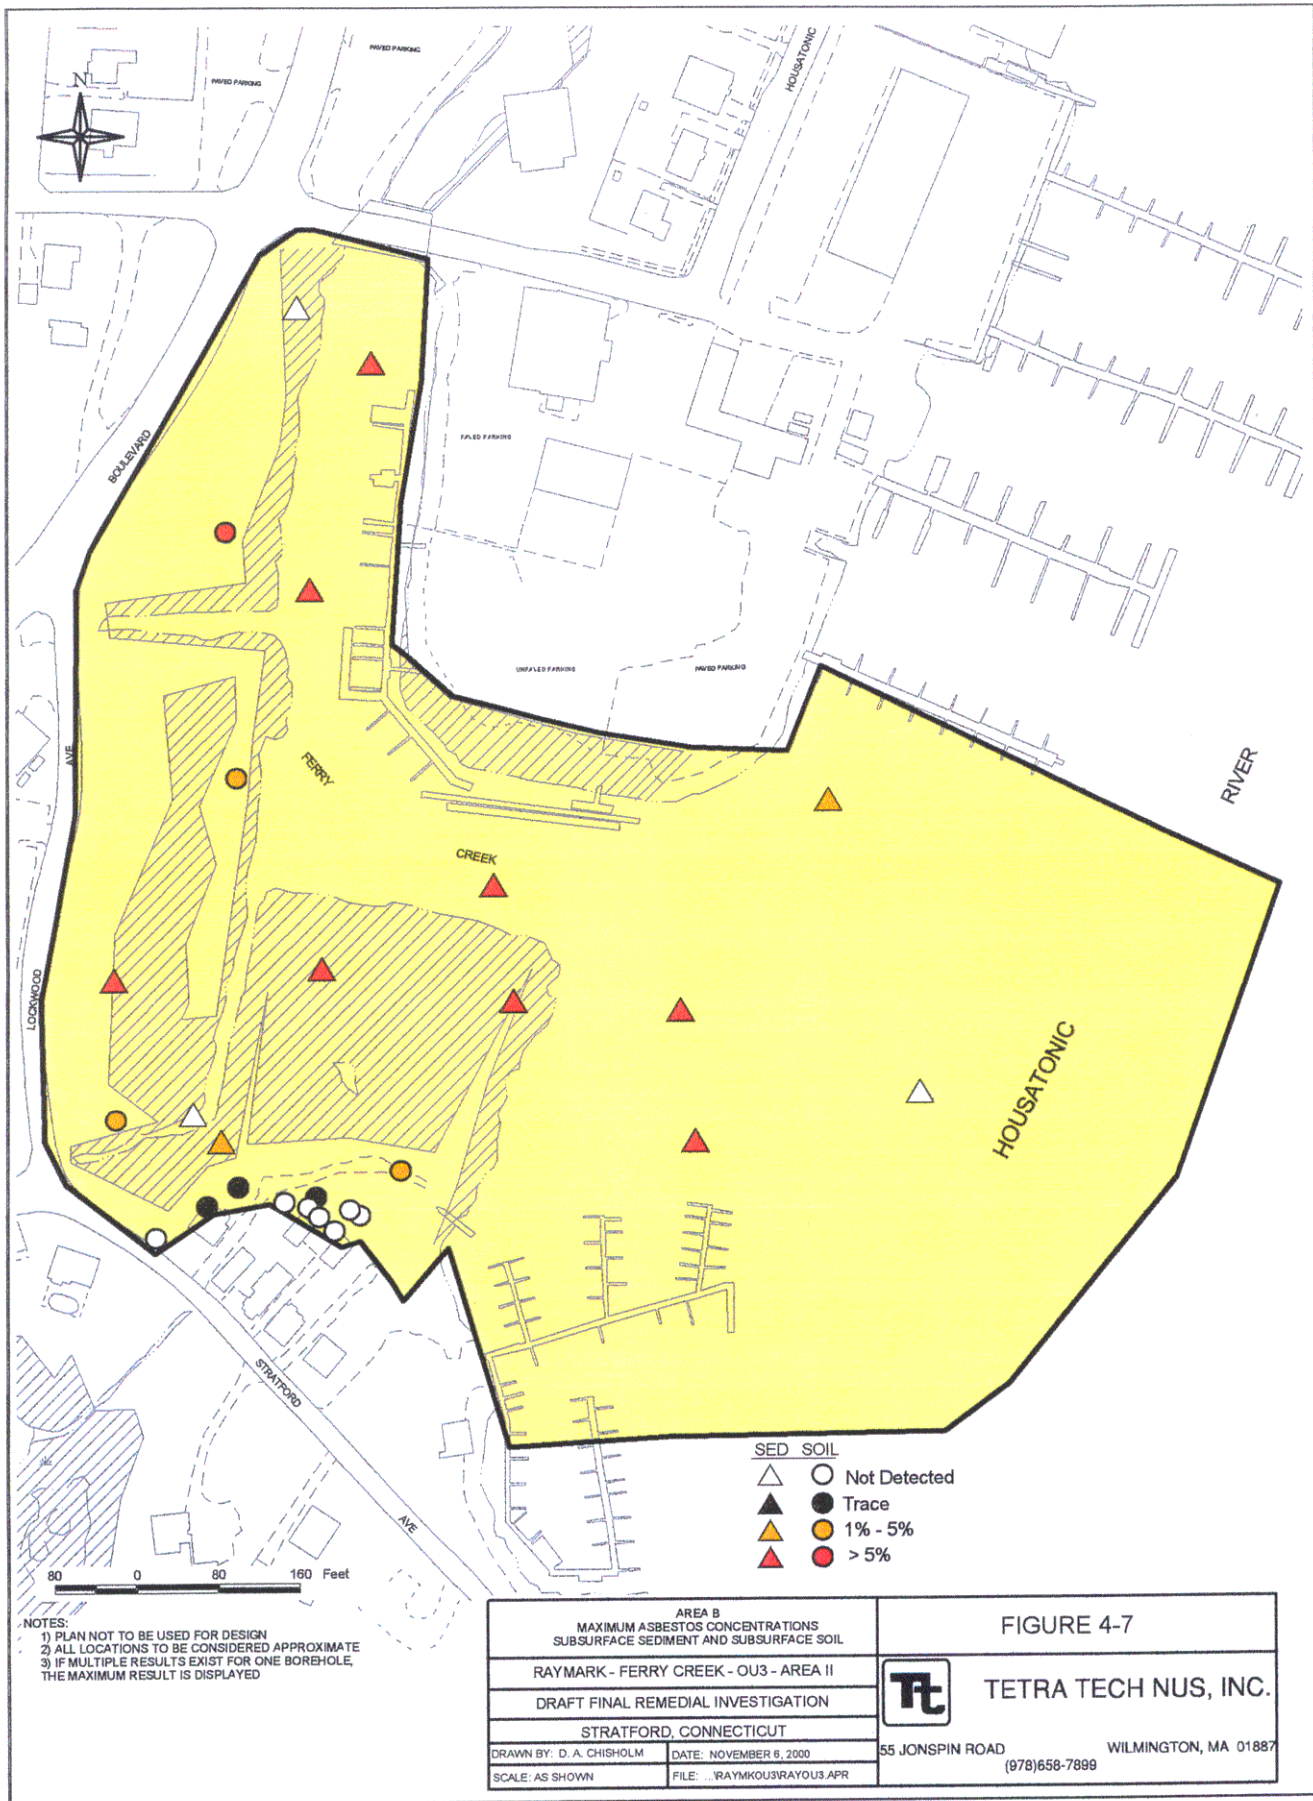 PAVED PARKING
PAVED PARKING
N
HOUSATONIC
BOULEVARD
PAVED PARKING
UNPAVED PARKING
PAVED PARKING
AVE
FERRY
RIVER
CREEK
LOCKWOOD
HOUSATONIC
STRATFORD
AVE
SED SOIL
Not Detected
Trace
1% - 5%
> 5%
80 0 80 160 Feet
NOTES:
1) PLAN NOT TO BE USED FOR DESIGN
2) ALL LOCATIONS TO BE CONSIDERED APPROXIMATE
3) IF MULTIPLE RESULTS EXIST FOR ONE BOREHOLE,
THE MAXIMUM RESULT IS DISPLAYED
AREA B
MAXIMUM ASBESTOS CONCENTRATIONS
SUBSURFACE SEDIMENT AND SUBSURFACE SOIL
RAYMARK - FERRY CREEK - OU3 - AREA II
DRAFT FINAL REMEDIAL INVESTIGATION
STRATFORD, CONNECTICUT
DRAWN BY: D. A. CHISHOLM
DATE: NOVEMBER 6, 2000
SCALE: AS SHOWN
FILE: ...\RAYMKOU3\RAYOU3.APR
FIGURE 4-7
Tt
TETRA TECH NUS, INC.
55 JONSPIN ROAD
WILMINGTON, MA 01887
(978)658-7899